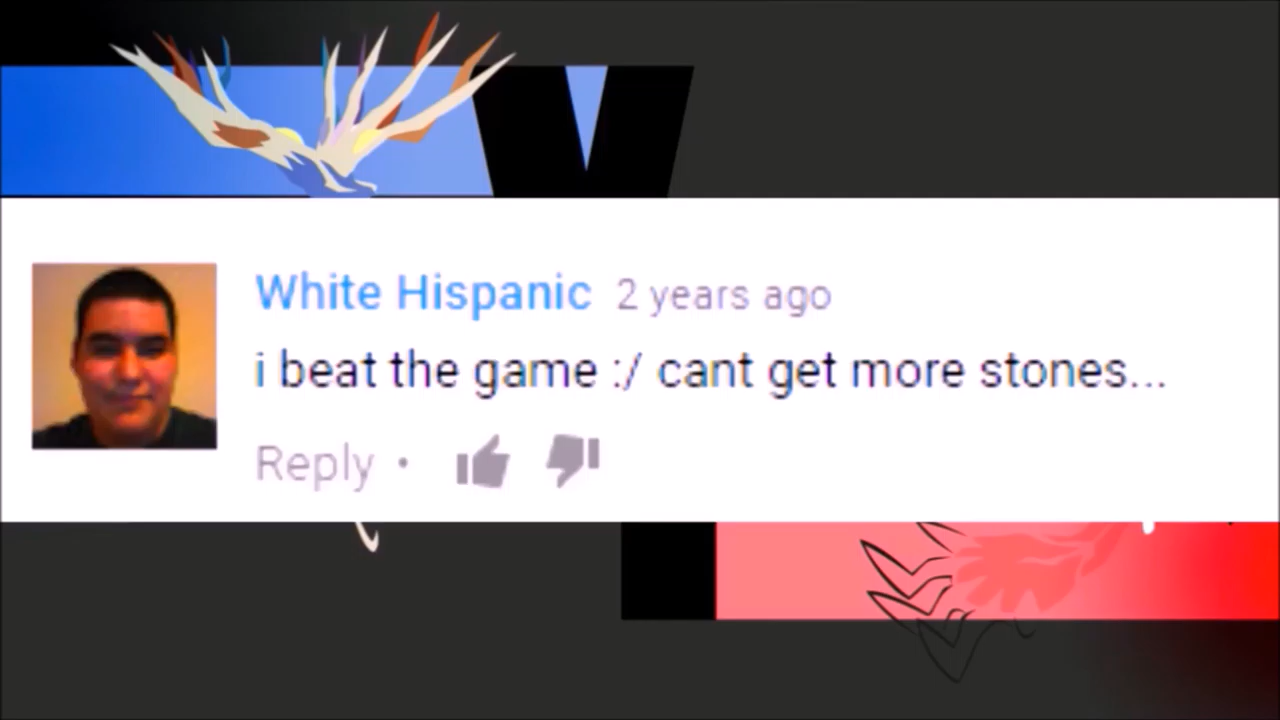 White Hispanic 2 years ago
i beat the game :/ cant get more stones...
Reply •